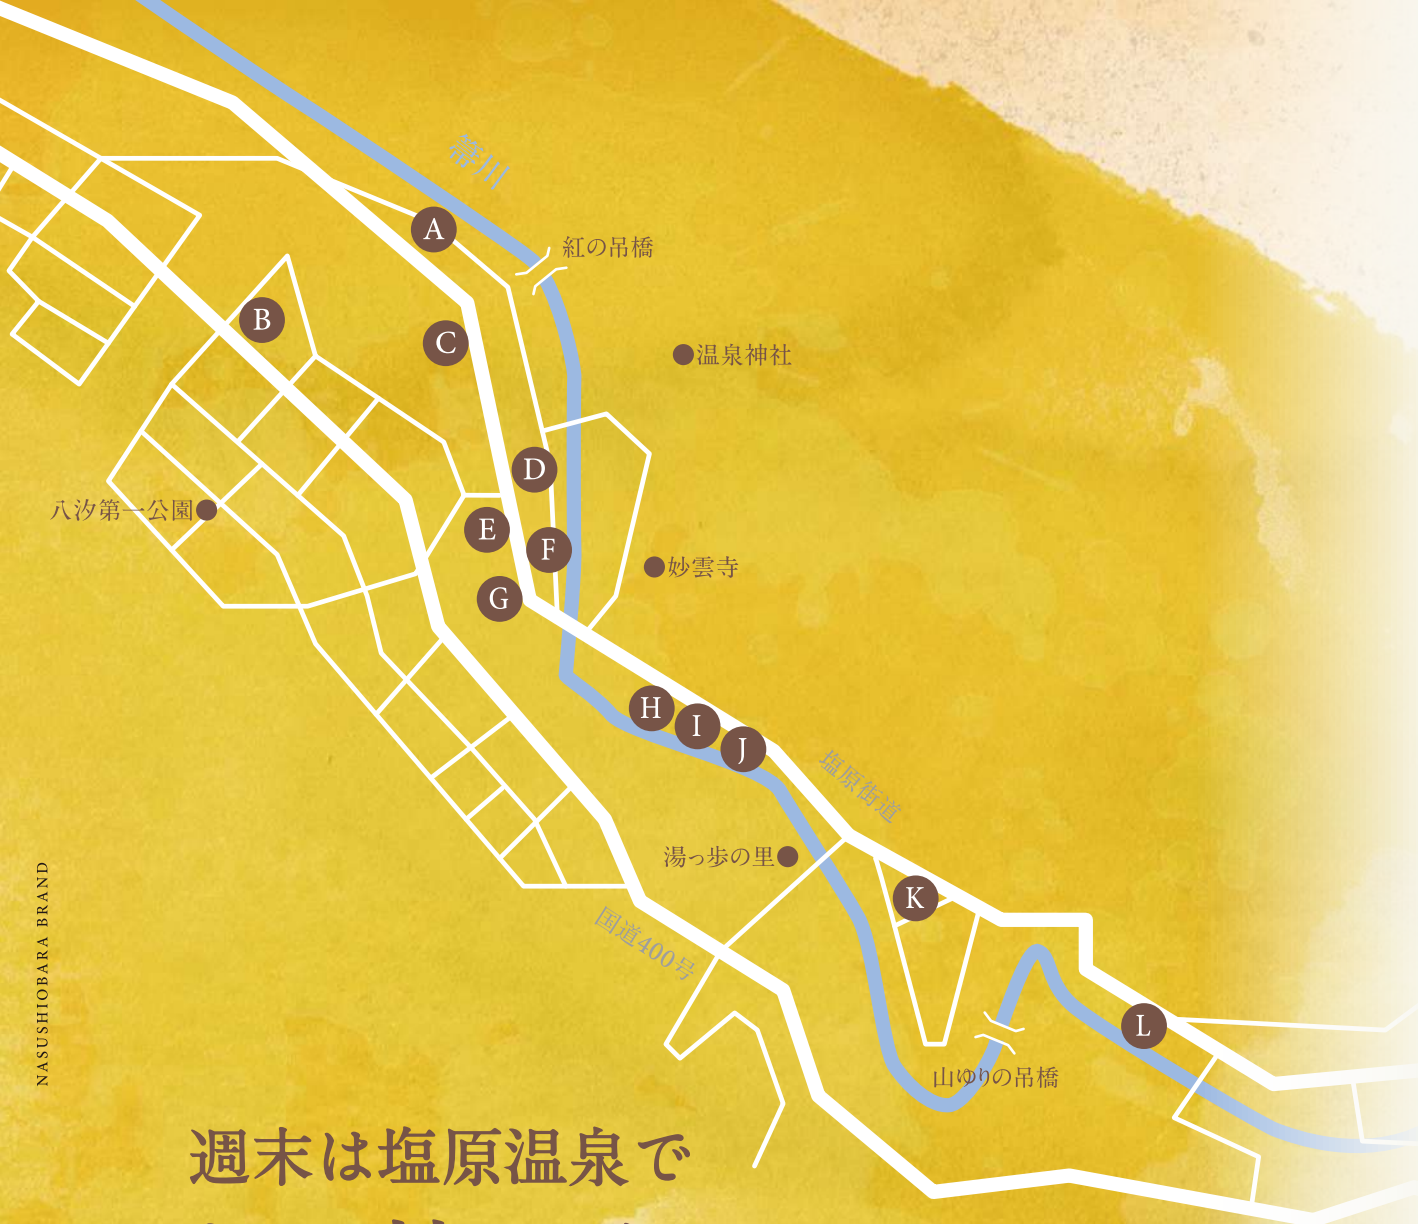 箒川
A
紅の吊橋
B
C
温泉神社
D
八汐第一公園
E
F
妙雲寺
G
H
I
J
塩原街道
湯っ歩の里
K
国道400号
L
山ゆりの吊橋
NASUSHIOBARA BRAND
週末は塩原温泉で